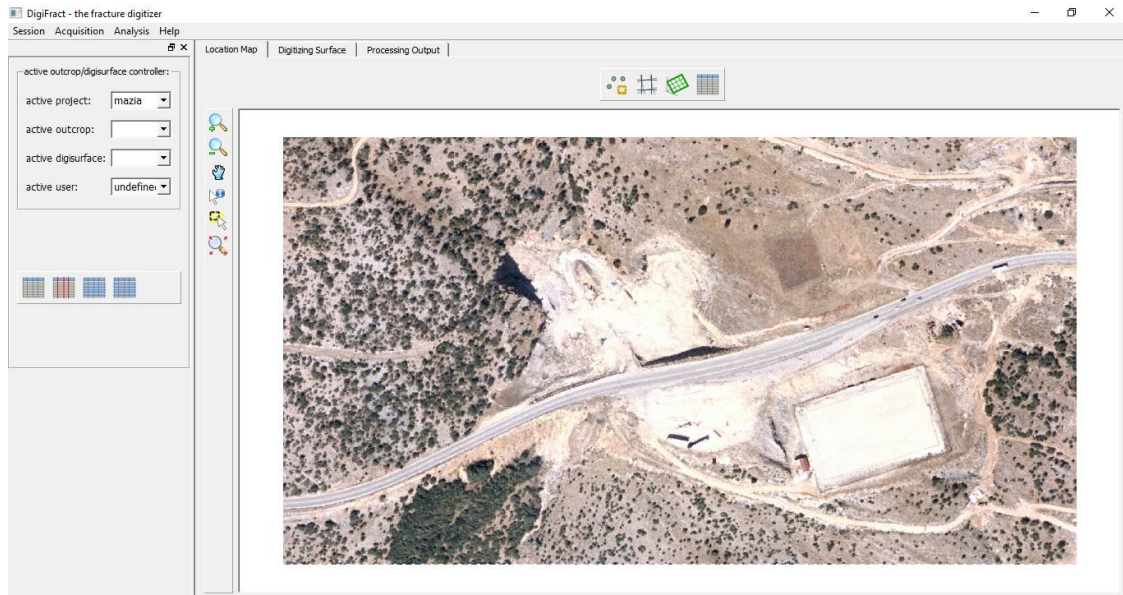 DigiFract - the fracture digitizer
Session Acquisition Analysis Help
Location Map Digitizing Surface Processing Output
active outcrop/digisurface controller:
active project: mazia
active outcrop:
active digisurface:
active user: undefine